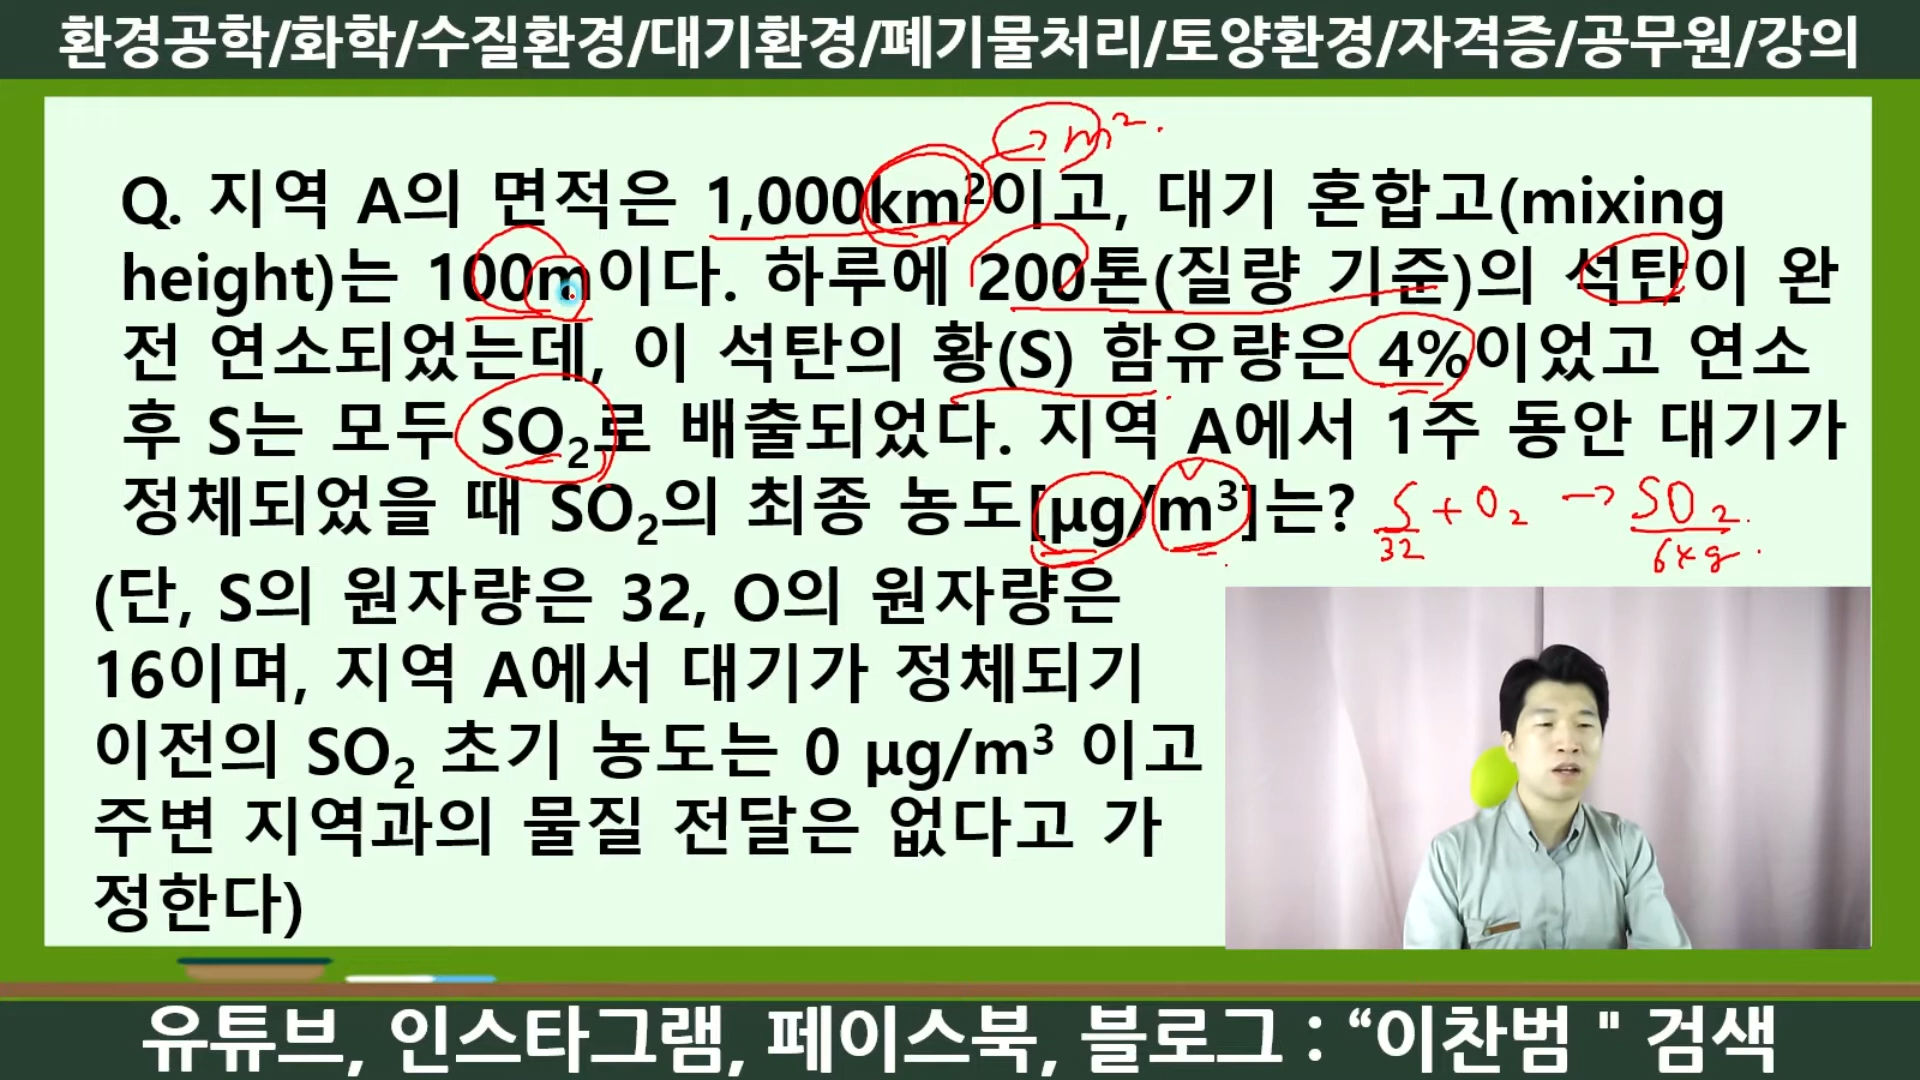 환경공학/화학/수질환경/대기환경/폐기물처리/토양환경/자격증/공무원/강의
→ m².
Q. 지역 A의 면적은 1,000km²이고, 대기 혼합고(mixing
height)는 100m이다. 하루에 200톤(질량 기준)의 석탄이 완
전 연소되었는데, 이 석탄의 황(S) 함유량은 4%이었고 연소
후 S는 모두 SO₂로 배출되었다. 지역 A에서 1주 동안 대기가
정체되었을 때 SO₂의 최종 농도[μg/m³]는?
S + O₂ → SO₂.
32 64g.
(단, S의 원자량은 32, O의 원자량은
16이며, 지역 A에서 대기가 정체되기
이전의 SO₂ 초기 농도는 0 μg/m³ 이고
주변 지역과의 물질 전달은 없다고 가
정한다)
유튜브, 인스타그램, 페이스북, 블로그 : “이찬범 " 검색